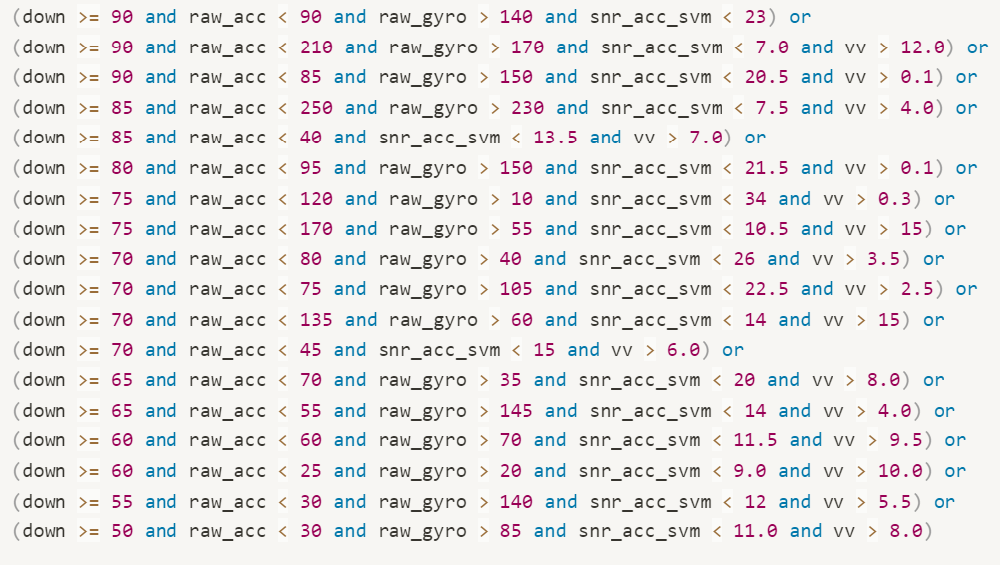 (down >= 90 and raw_acc < 90 and raw_gyro > 140 and snr_acc_svm < 23) or
(down >= 90 and raw_acc < 210 and raw_gyro > 170 and snr_acc_svm < 7.0 and vv > 12.0) or
(down >= 90 and raw_acc < 85 and raw_gyro > 150 and snr_acc_svm < 20.5 and vv > 0.1) or
(down >= 85 and raw_acc < 250 and raw_gyro > 230 and snr_acc_svm < 7.5 and vv > 4.0) or
(down >= 85 and raw_acc < 40 and snr_acc_svm < 13.5 and vv > 7.0) or
(down >= 80 and raw_acc < 95 and raw_gyro > 150 and snr_acc_svm < 21.5 and vv > 0.1) or
(down >= 75 and raw_acc < 120 and raw_gyro > 10 and snr_acc_svm < 34 and vv > 0.3) or
(down >= 75 and raw_acc < 170 and raw_gyro > 55 and snr_acc_svm < 10.5 and vv > 15) or
(down >= 70 and raw_acc < 80 and raw_gyro > 40 and snr_acc_svm < 26 and vv > 3.5) or
(down >= 70 and raw_acc < 75 and raw_gyro > 105 and snr_acc_svm < 22.5 and vv > 2.5) or
(down >= 70 and raw_acc < 135 and raw_gyro > 60 and snr_acc_svm < 14 and vv > 15) or
(down >= 70 and raw_acc < 45 and snr_acc_svm < 15 and vv > 6.0) or
(down >= 65 and raw_acc < 70 and raw_gyro > 35 and snr_acc_svm < 20 and vv > 8.0) or
(down >= 65 and raw_acc < 55 and raw_gyro > 145 and snr_acc_svm < 14 and vv > 4.0) or
(down >= 60 and raw_acc < 60 and raw_gyro > 70 and snr_acc_svm < 11.5 and vv > 9.5) or
(down >= 60 and raw_acc < 25 and raw_gyro > 20 and snr_acc_svm < 9.0 and vv > 10.0) or
(down >= 55 and raw_acc < 30 and raw_gyro > 140 and snr_acc_svm < 12 and vv > 5.5) or
(down >= 50 and raw_acc < 30 and raw_gyro > 85 and snr_acc_svm < 11.0 and vv > 8.0)